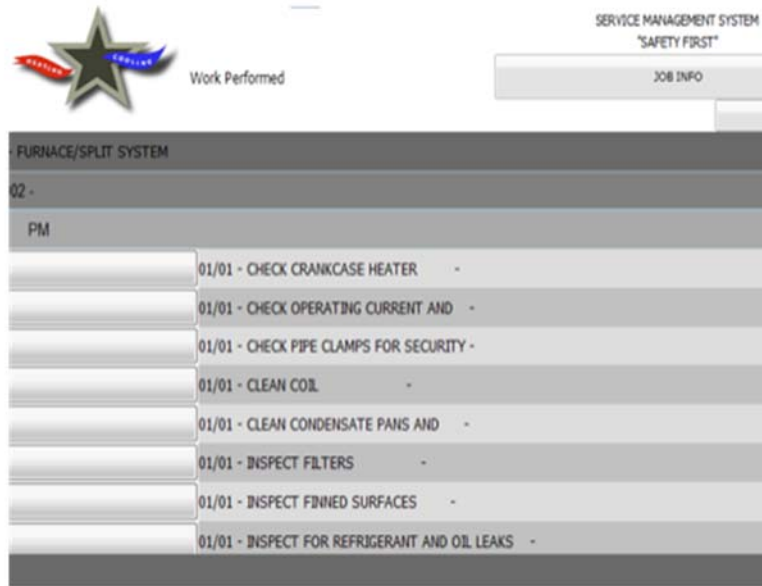 HEATING
COOLING
Work Performed
SERVICE MANAGEMENT SYSTEM
"SAFETY FIRST"
JOB INFO
- FURNACE/SPLIT SYSTEM
02 -
PM
01/01 - CHECK CRANKCASE HEATER -
01/01 - CHECK OPERATING CURRENT AND -
01/01 - CHECK PIPE CLAMPS FOR SECURITY -
01/01 - CLEAN COIL -
01/01 - CLEAN CONDENSATE PANS AND -
01/01 - INSPECT FILTERS -
01/01 - INSPECT FINNED SURFACES -
01/01 - INSPECT FOR REFRIGERANT AND OIL LEAKS -